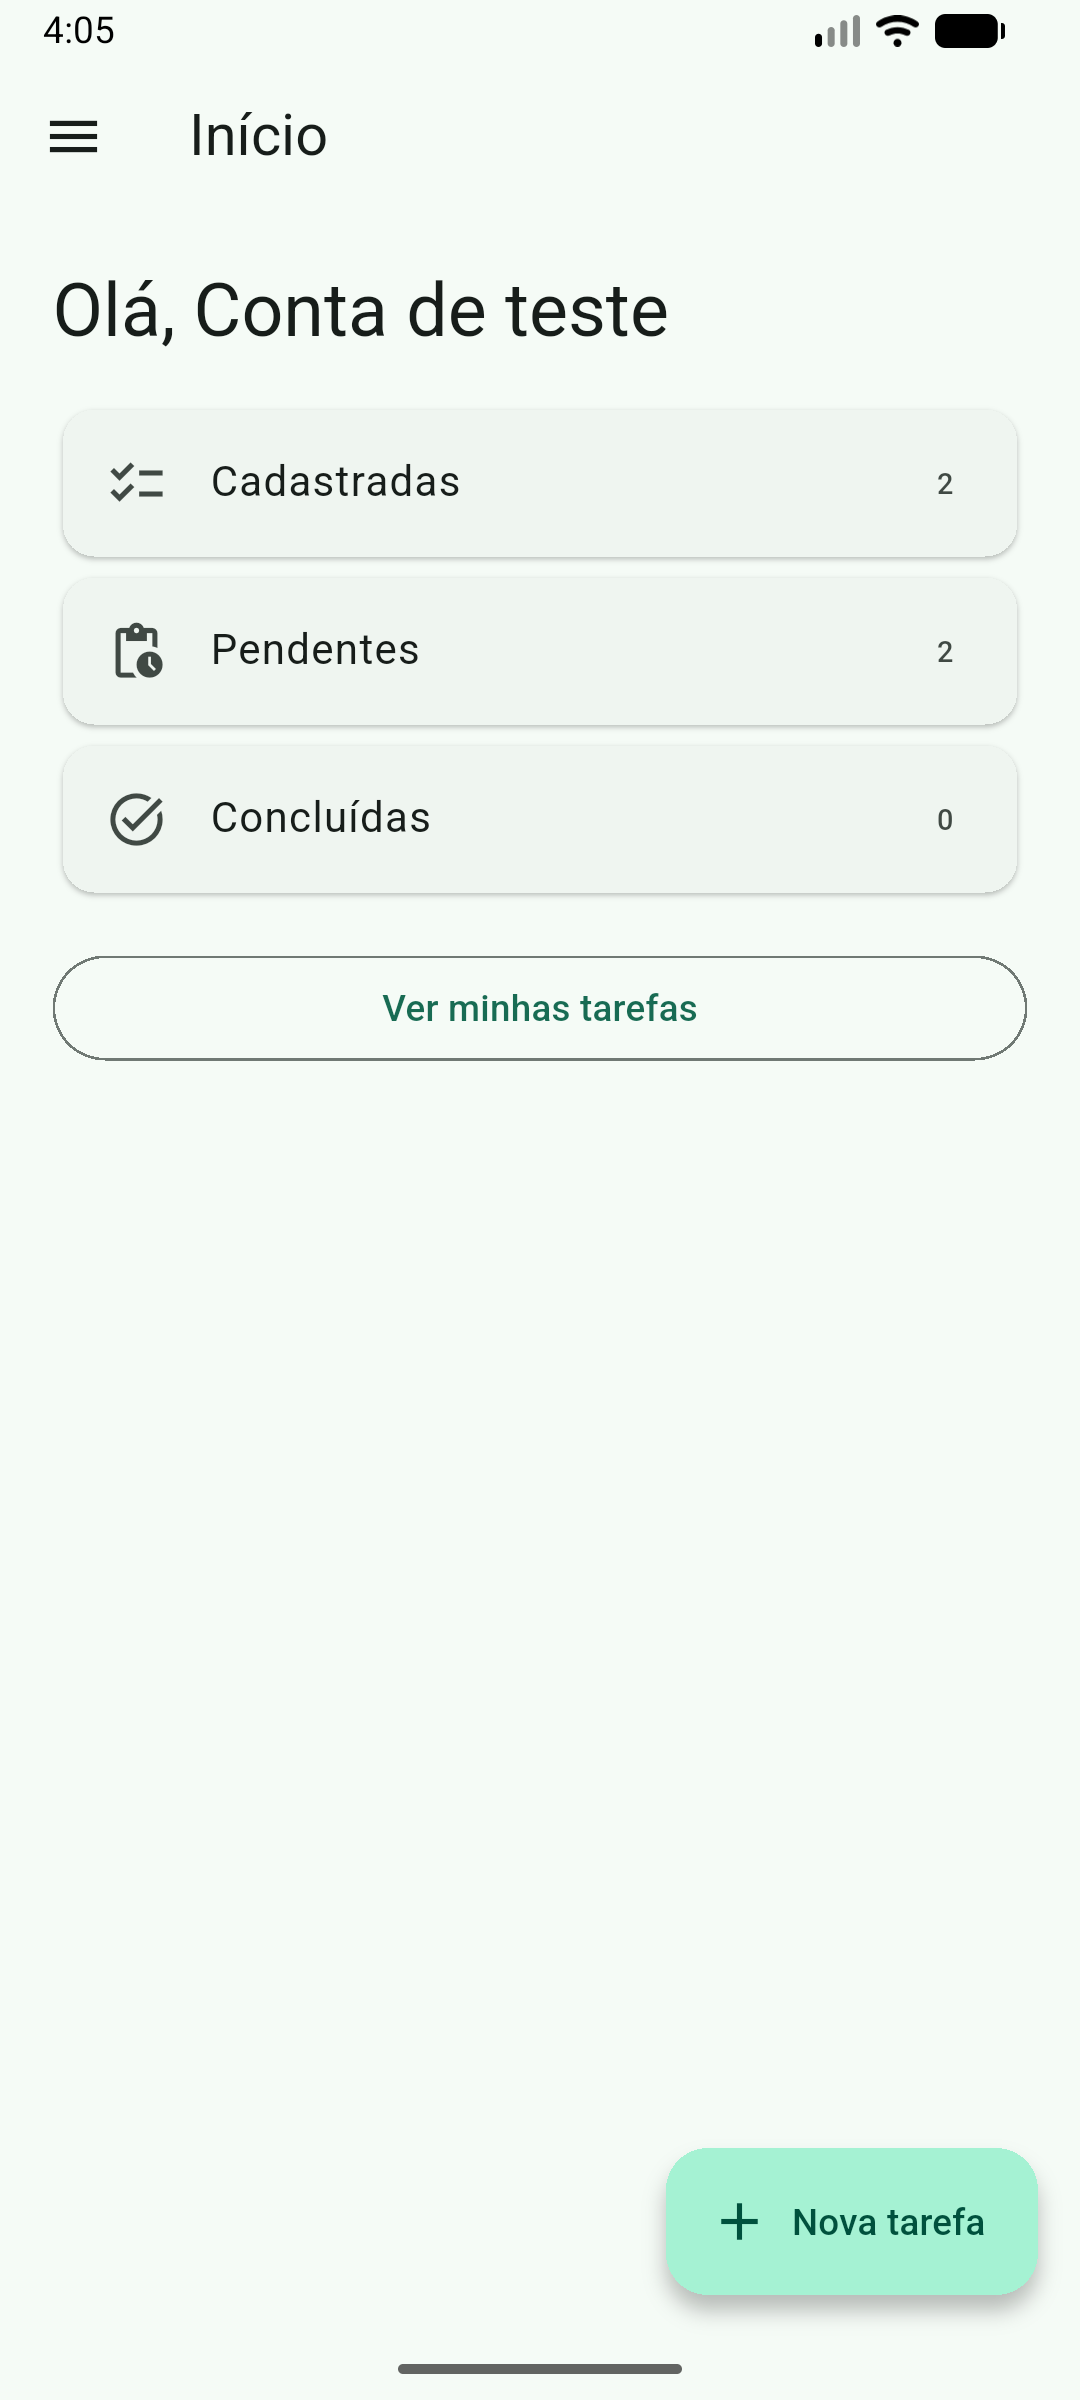 4:05
Início
Olá, Conta de teste
Cadastradas 2
Pendentes 2
Concluídas 0
Ver minhas tarefas
Nova tarefa